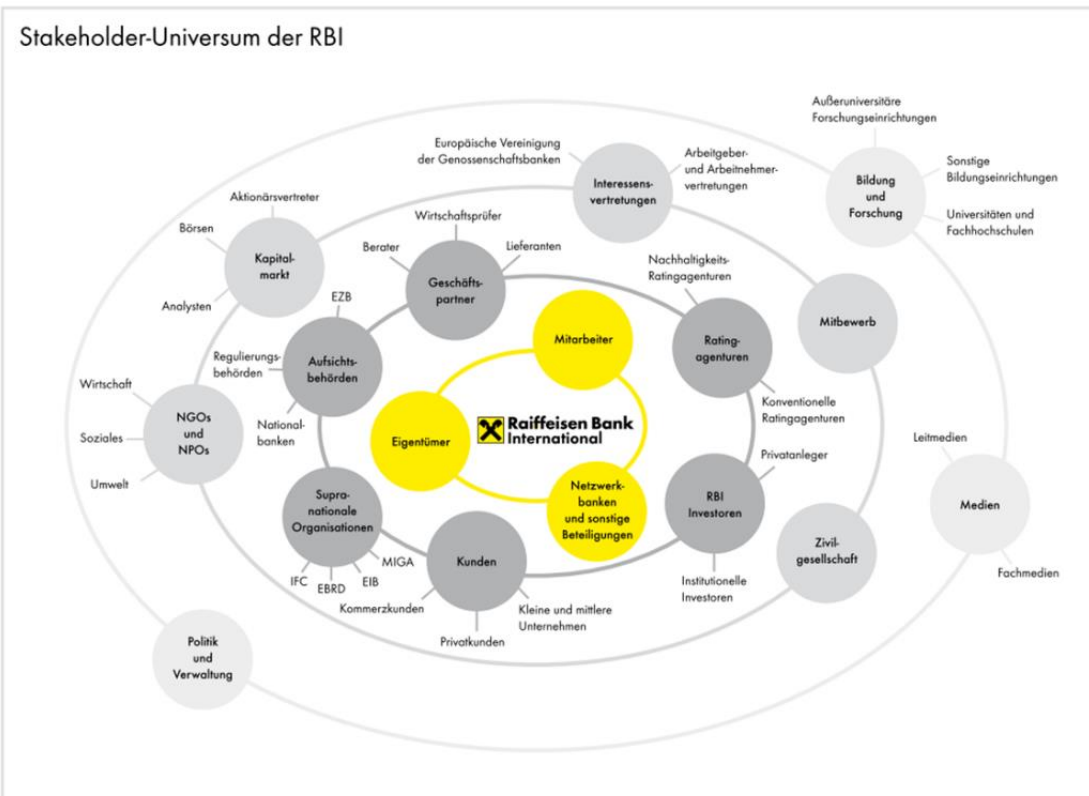 Stakeholder-Universum der RBI
Außeruniversitäre
Forschungseinrichtungen
Bildung
und
Forschung
Sonstige
Bildungseinrichtungen
Universitäten und
Fachhochschulen
Europäische Vereinigung
der Genossenschaftsbanken
Interessens-
vertretungen
Arbeitgeber-
und Arbeitnehmer-
vertretungen
Aktionärsvertreter
Börsen
Kapital-
markt
Analysten
Wirtschaftsprüfer
Berater
Lieferanten
Geschäfts-
partner
Nachhaltigkeits-
Ratingagenturen
Rating-
agenturen
Konventionelle
Ratingagenturen
Mitbewerb
EZB
Regulierungs-
behörden
Aufsichts-
behörden
National-
banken
Mitarbeiter
Eigentümer
Raiffeisen Bank
International
Netzwerk-
banken
und sonstige
Beteiligungen
Wirtschaft
Soziales
Umwelt
NGOs
und
NPOs
Supra-
nationale
Organisationen
IFC
EBRD
EIB
MIGA
Kunden
Kommerzkunden
Privatkunden
Kleine und mittlere
Unternehmen
Privatanleger
RBI
Investoren
Institutionelle
Investoren
Zivil-
gesellschaft
Leitmedien
Medien
Fachmedien
Politik
und
Verwaltung